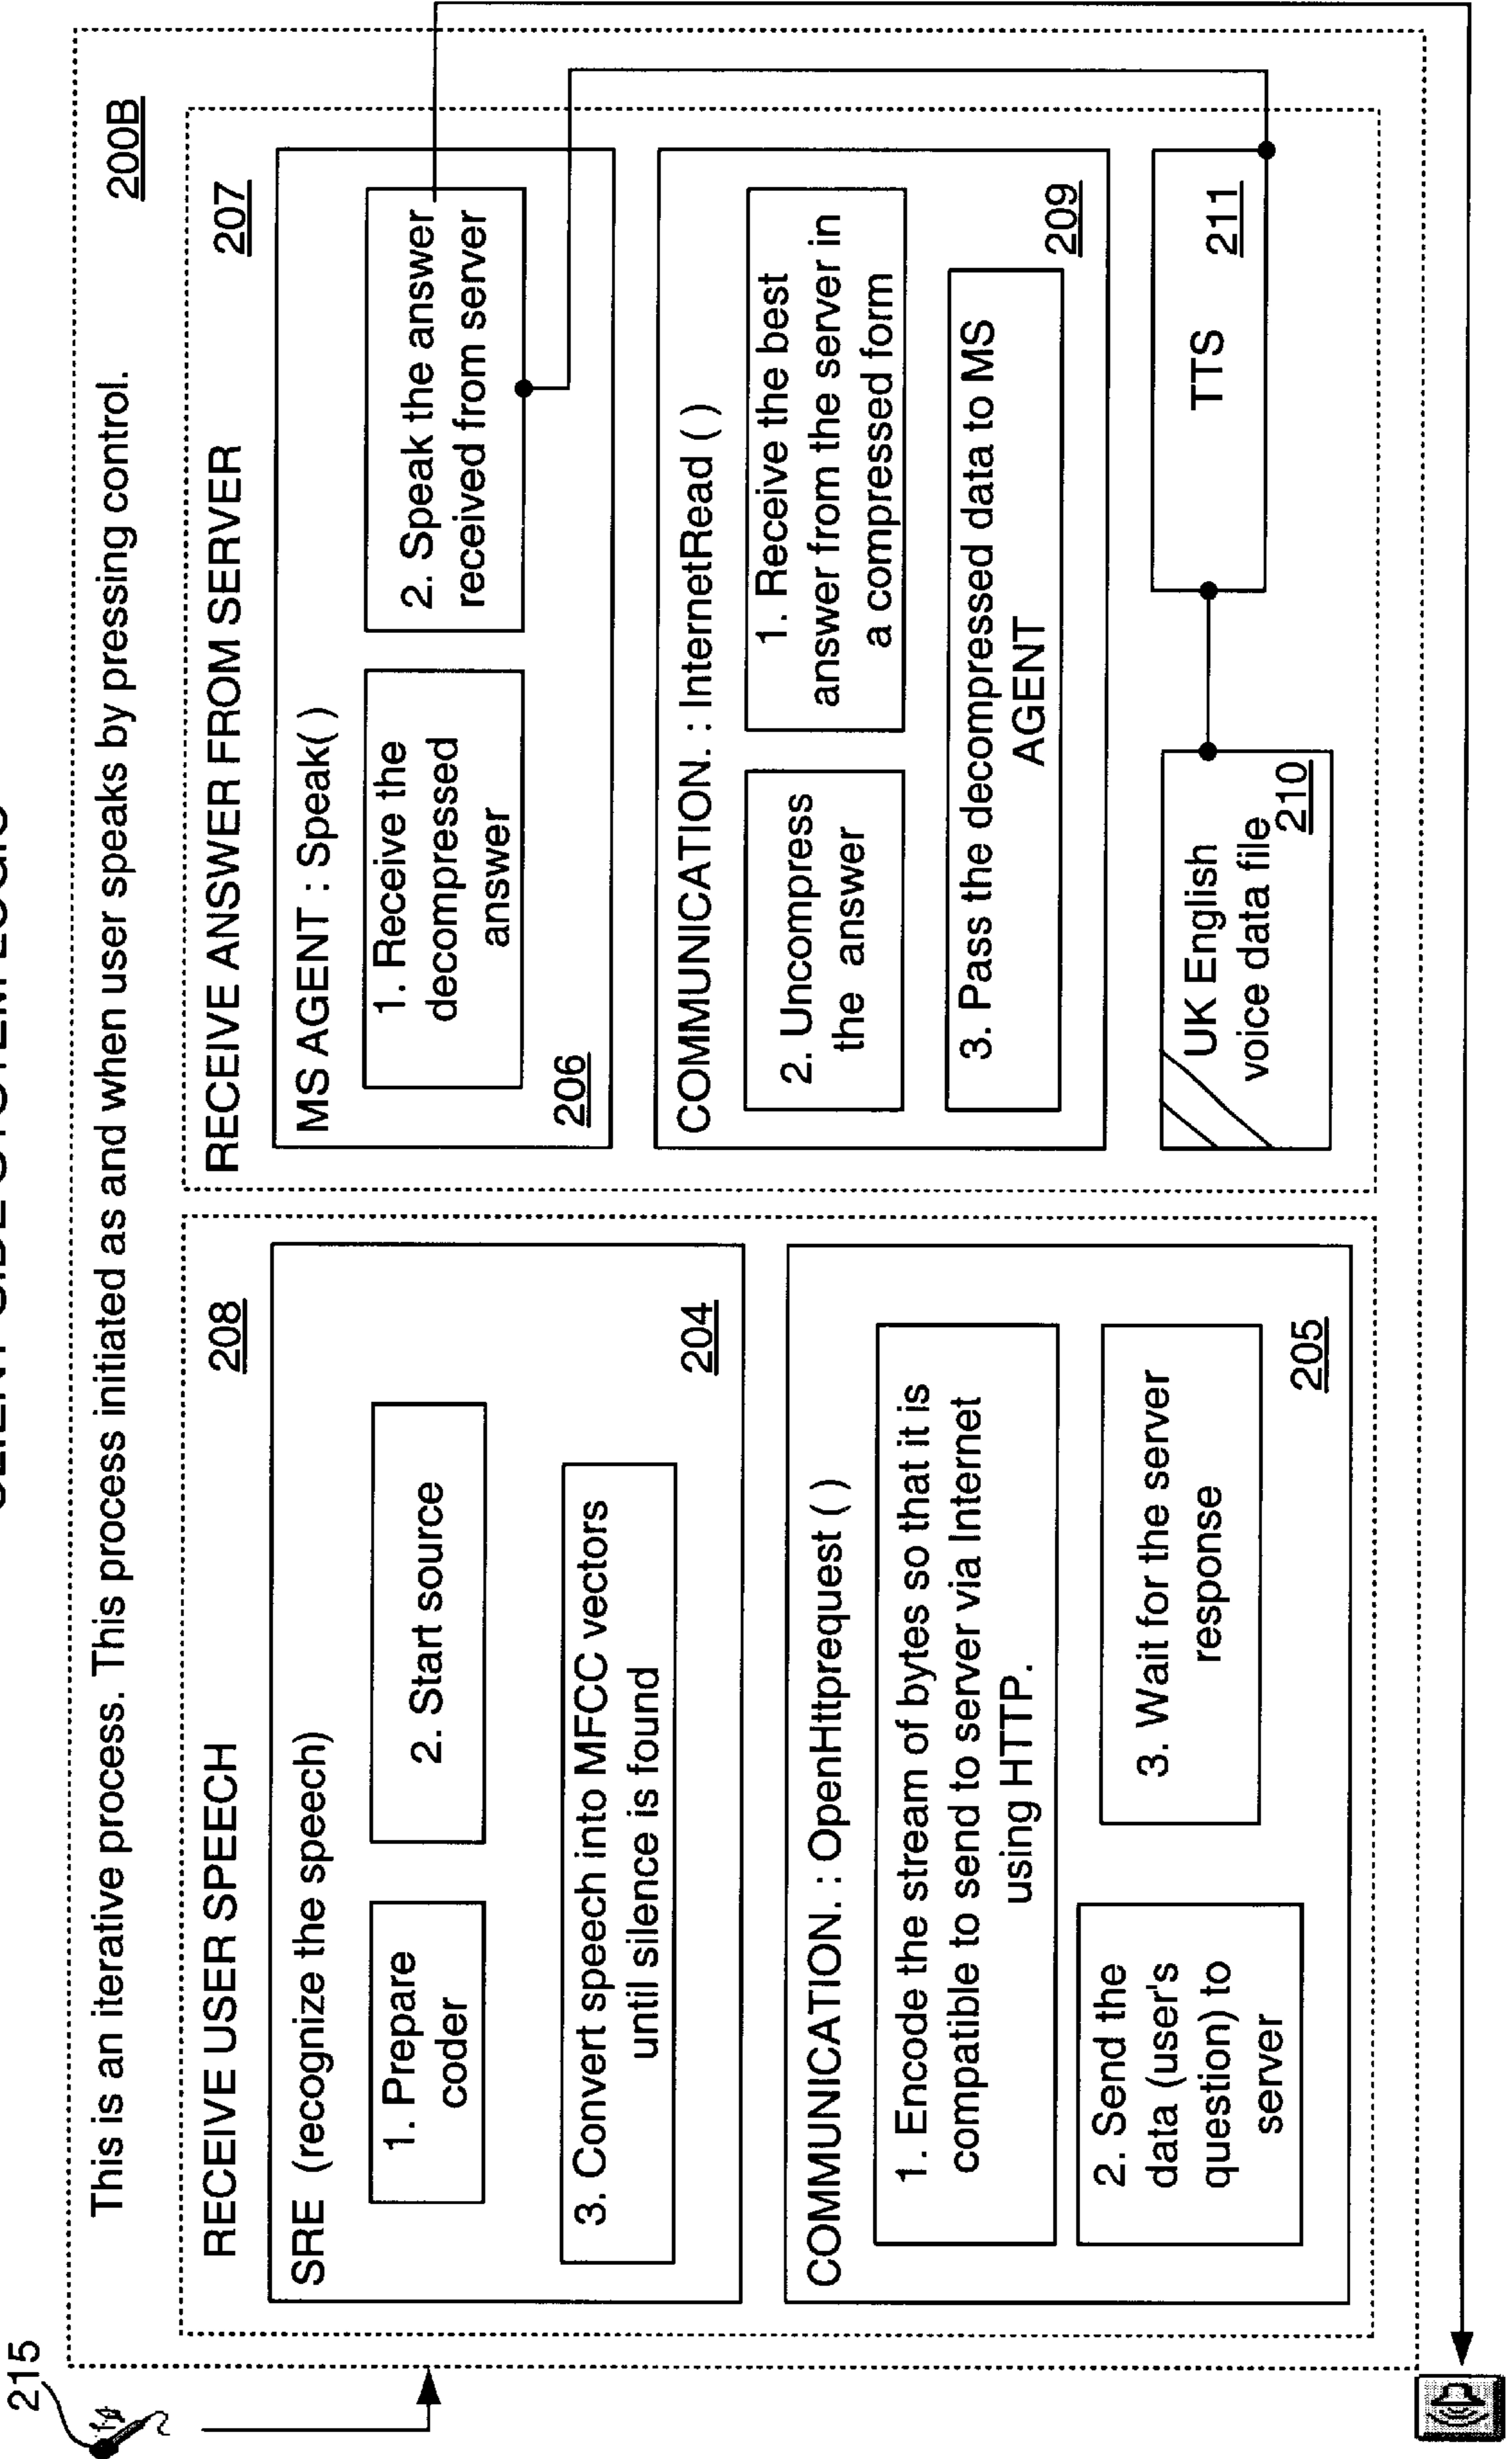 This is an iterative process. This process initiated as and when user speaks by pressing control.
200B
215
RECEIVE USER SPEECH
208
SRE (recognize the speech)
1. Prepare
coder
2. Start source
3. Convert speech into MFCC vectors
until silence is found
204
COMMUNICATION. : OpenHttprequest ( )
1. Encode the stream of bytes so that it is
compatible to send to server via Internet
using HTTP.
2. Send the
data (user's
question) to
server
3. Wait for the server
response
205
RECEIVE ANSWER FROM SERVER
207
MS AGENT : Speak( )
1. Receive the
decompressed
answer
2. Speak the answer
received from server
206
COMMUNICATION. : InternetRead ( )
2. Uncompress
the answer
1. Receive the best
answer from the server in
a compressed form
3. Pass the decompressed data to MS
AGENT
209
UK English
voice data file
210
TTS
211